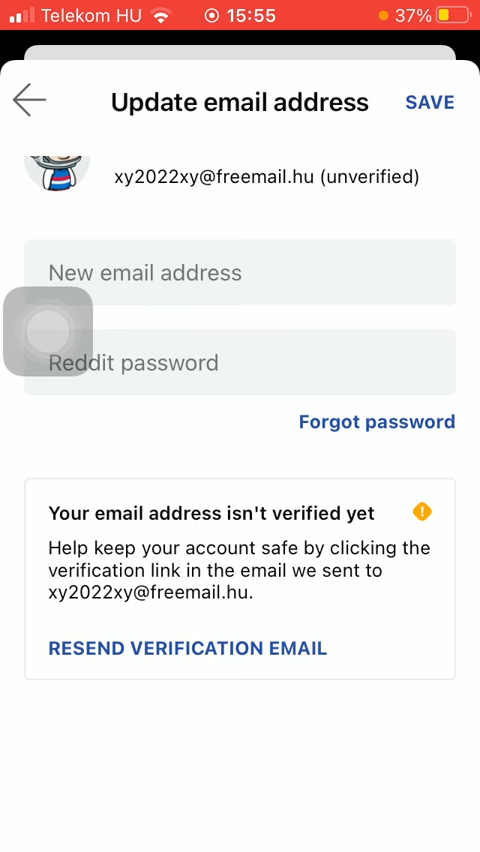 Telekom HU 15:55 37%
Update email address SAVE
xy2022xy@freemail.hu (unverified)
New email address
Reddit password
Forgot password
Your email address isn't verified yet
Help keep your account safe by clicking the
verification link in the email we sent to
xy2022xy@freemail.hu.
RESEND VERIFICATION EMAIL